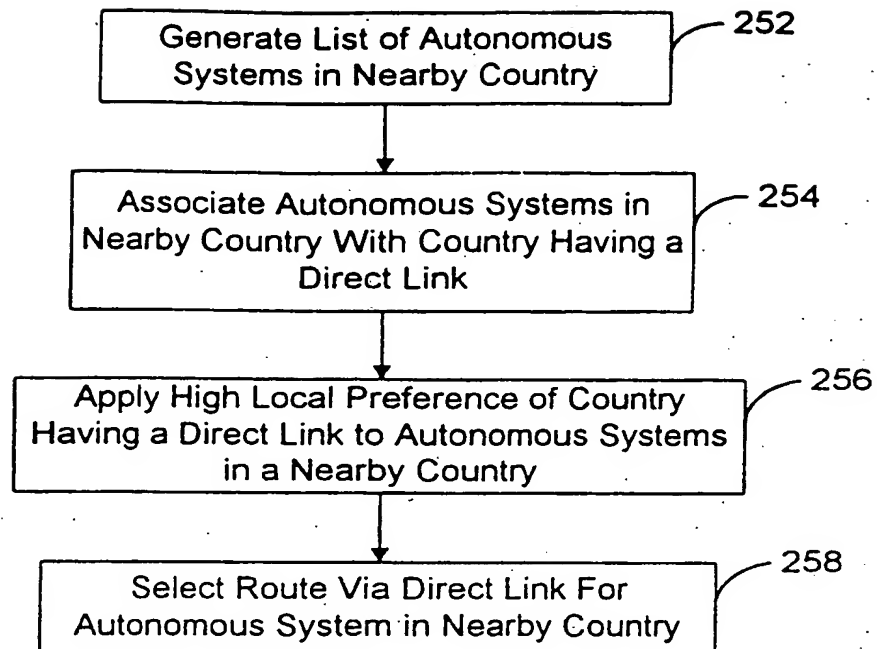 Generate List of Autonomous
Systems in Nearby Country
252
Associate Autonomous Systems in
Nearby Country With Country Having a
Direct Link
254
Apply High Local Preference of Country
Having a Direct Link to Autonomous Systems
in a Nearby Country
256
Select Route Via Direct Link For
Autonomous System in Nearby Country
258